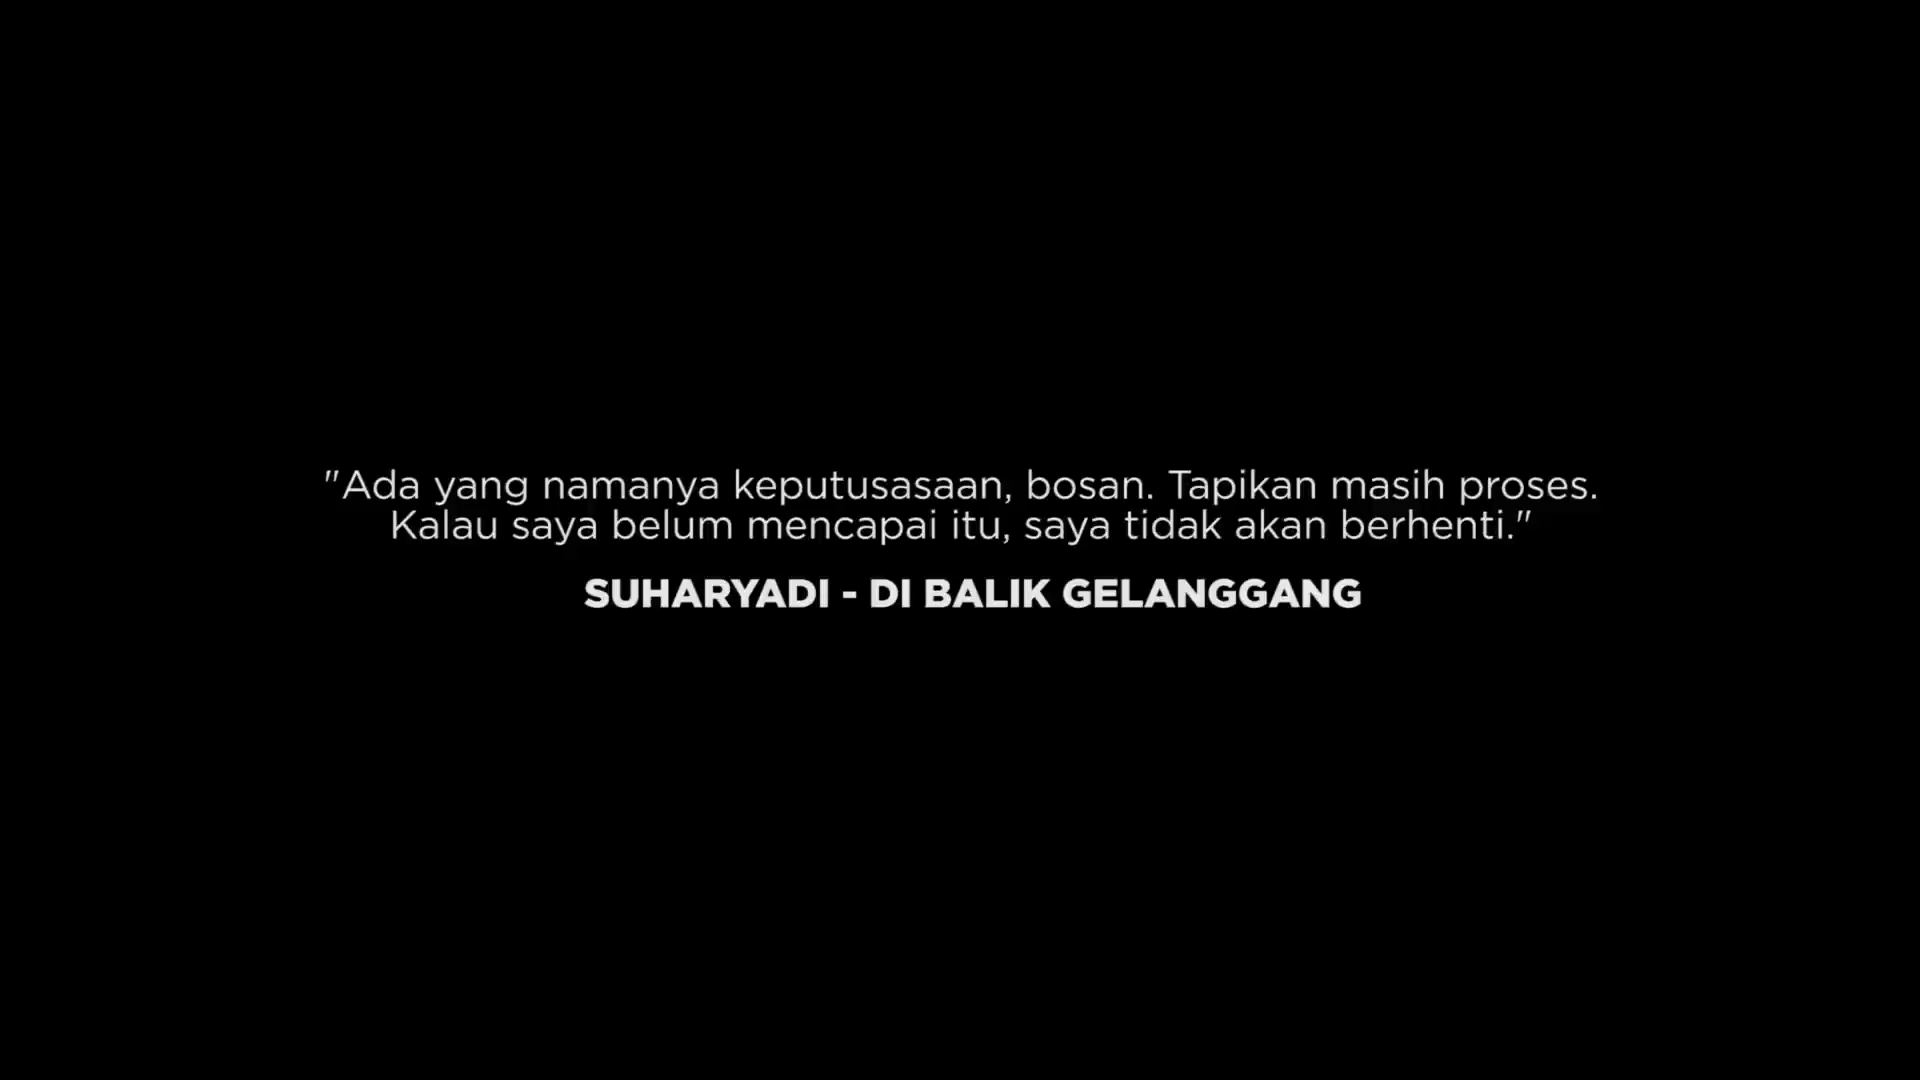 "Ada yang namanya keputusasaan, bosan. Tapikan masih proses.
Kalau saya belum mencapai itu, saya tidak akan berhenti."
SUHARYADI - DI BALIK GELANGGANG